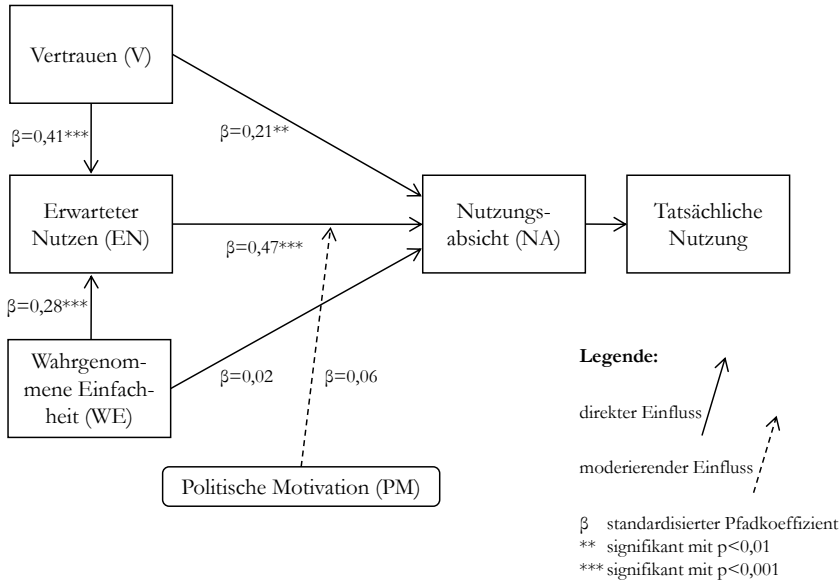 Vertrauen (V)
β=0,41***
β=0,21**
Erwarteter
Nutzen (EN)
β=0,47***
Nutzungs-
absicht (NA)
Tatsächliche
Nutzung
β=0,28***
Wahrgenom-
mene Einfach-
heit (WE)
β=0,02
β=0,06
Politische Motivation (PM)
Legende:
direkter Einfluss
moderierender Einfluss
β standardisierter Pfadkoeffizient
** signifikant mit p<0,01
*** signifikant mit p<0,001